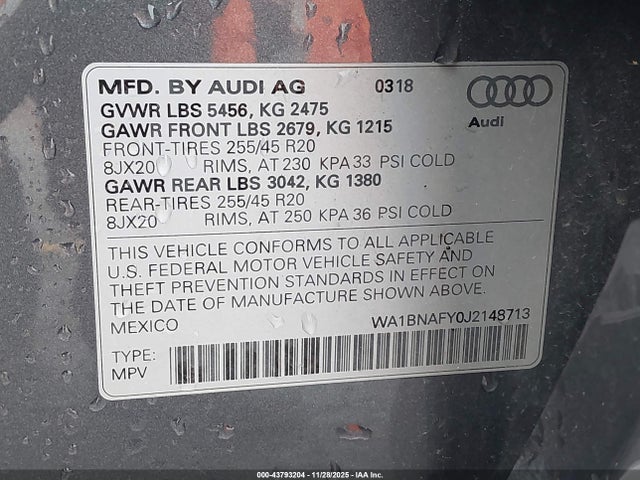 MFD. BY AUDI AG 0318
GVWR LBS 5456, KG 2475
GAWR FRONT LBS 2679, KG 1215
FRONT-TIRES 255/45 R20
8JX20 RIMS, AT 230 KPA 33 PSI COLD
GAWR REAR LBS 3042, KG 1380
REAR-TIRES 255/45 R20
8JX20 RIMS, AT 250 KPA 36 PSI COLD
Audi
THIS VEHICLE CONFORMS TO ALL APPLICABLE
U.S. FEDERAL MOTOR VEHICLE SAFETY AND
THEFT PREVENTION STANDARDS IN EFFECT ON
THE DATE OF MANUFACTURE SHOWN ABOVE.
MEXICO WA1BNAFY0J2148713
TYPE:
MPV
000-43793204 | 11/28/2025 | IAA Inc.